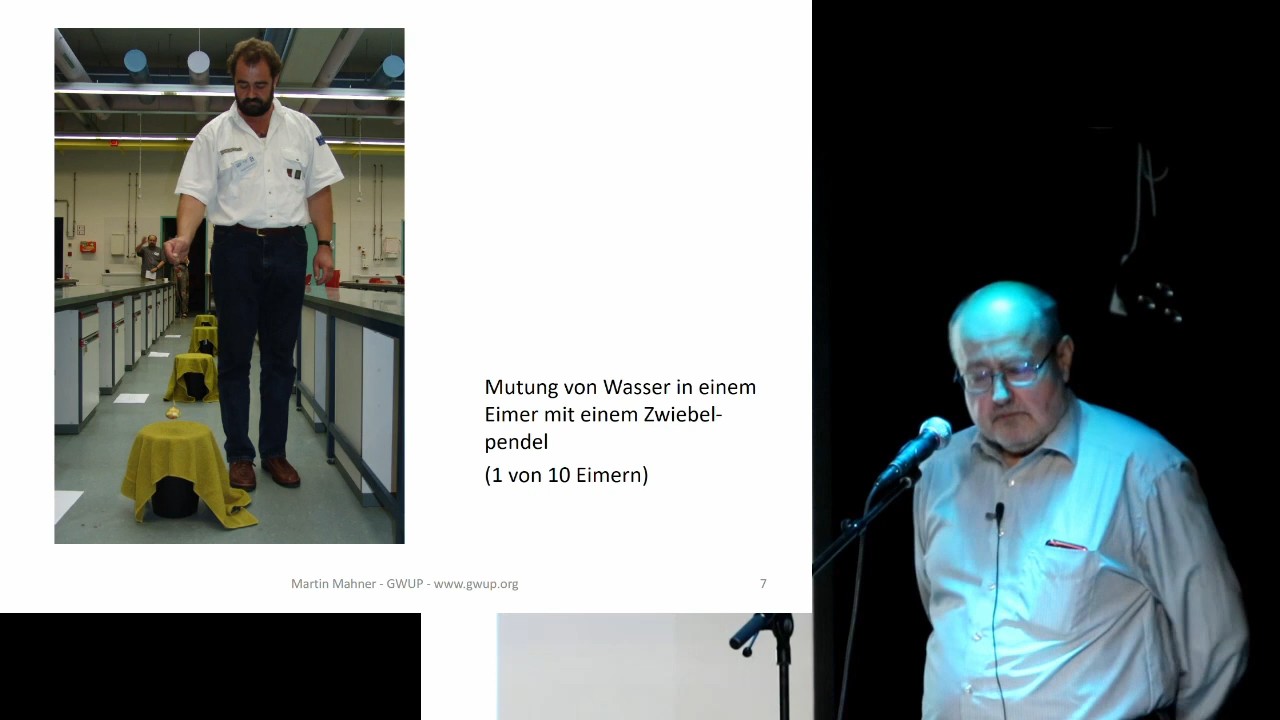 Mutung von Wasser in einem
Eimer mit einem Zwiebel-
pendel
(1 von 10 Eimern)
Martin Mahner - GWUP - www.gwup.org
7